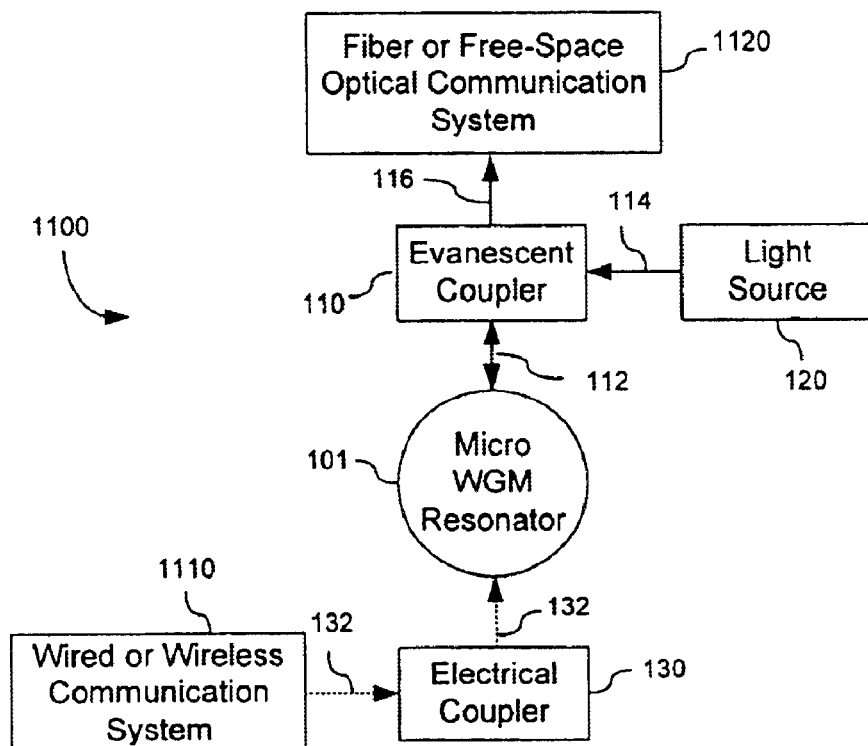 Fiber or Free-Space
Optical Communication
System
1120
116
114
1100
Evanescent
Coupler
110
Light
Source
120
112
Micro
WGM
Resonator
101
1110
132
132
Wired or Wireless
Communication
System
Electrical
Coupler
130